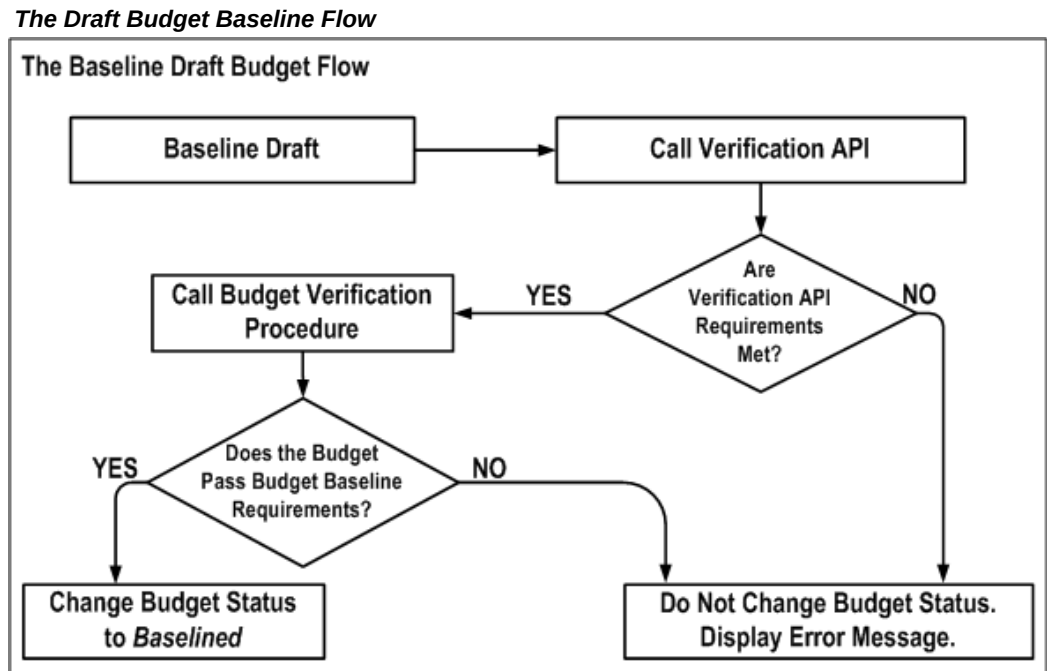 The Draft Budget Baseline Flow
The Baseline Draft Budget Flow
Baseline Draft
Call Verification API
Are
Verification API
Requirements
Met?
YES
NO
Call Budget Verification
Procedure
Does the Budget
Pass Budget Baseline
Requirements?
YES
NO
Change Budget Status
to Baselined
Do Not Change Budget Status.
Display Error Message.